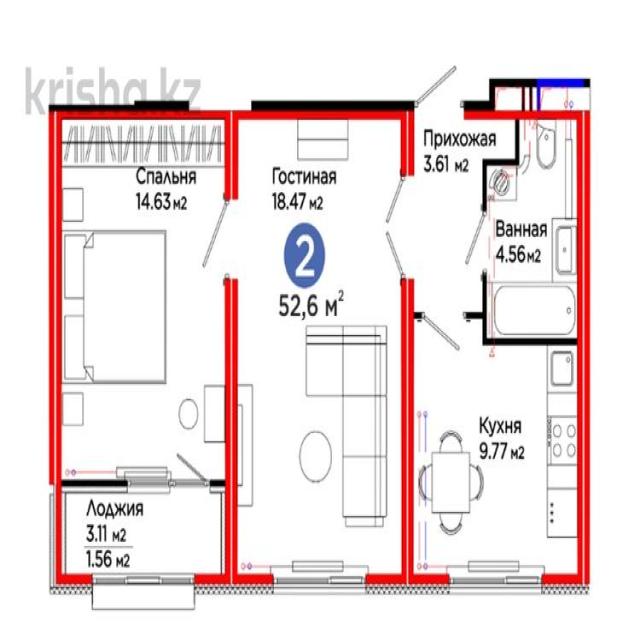 krisha.kz
Прихожая
3.61 м2
Спальня
14.63 м2
Гостиная
18.47 м2
Ванная
4.56 м2
2
52,6 м²
Кухня
9.77 м2
Лоджия
3.11 м2
1.56 м2